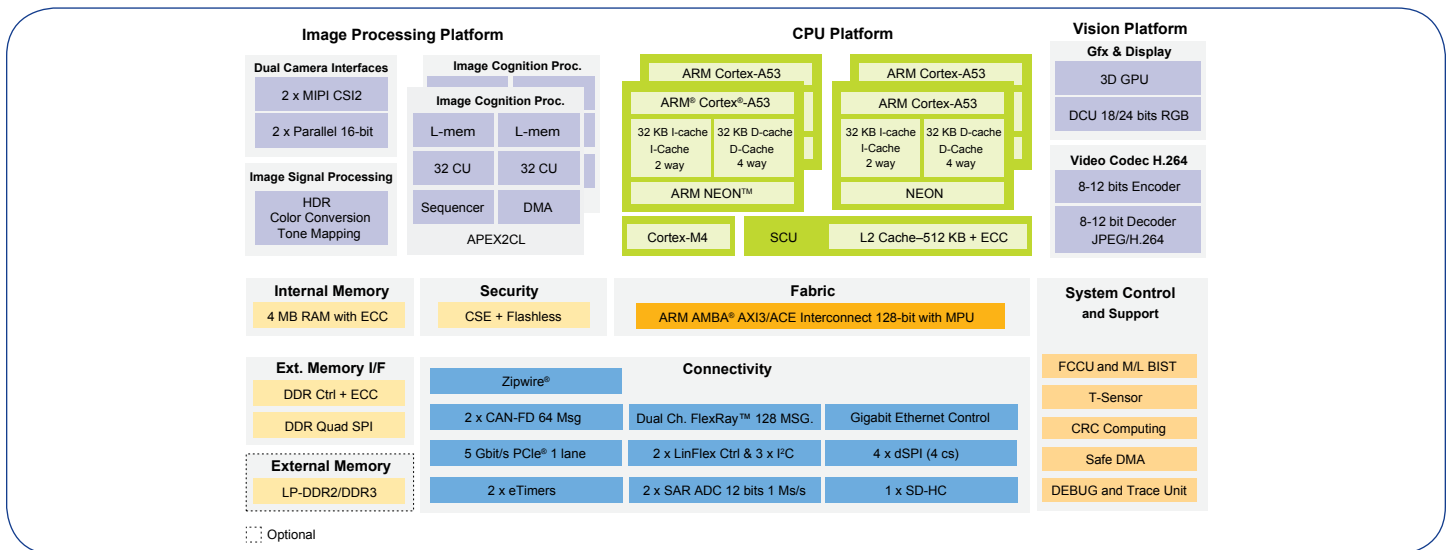 Image Processing Platform
CPU Platform
Vision Platform
Dual Camera Interfaces
2 x MIPI CSI2
2 x Parallel 16-bit
Image Signal Processing
HDR
Color Conversion
Tone Mapping
Image Cognition Proc.
Image Cognition Proc.
L-mem
L-mem
32 CU
32 CU
Sequencer
DMA
APEX2CL
ARM Cortex-A53
ARM® Cortex®-A53
32 KB I-cache
I-Cache
2 way
32 KB D-cache
D-Cache
4 way
ARM NEON™
ARM Cortex-A53
ARM Cortex-A53
32 KB I-cache
I-Cache
2 way
32 KB D-cache
D-Cache
4 way
NEON
Cortex-M4
SCU
L2 Cache–512 KB + ECC
Gfx & Display
3D GPU
DCU 18/24 bits RGB
Video Codec H.264
8-12 bits Encoder
8-12 bit Decoder
JPEG/H.264
Internal Memory
4 MB RAM with ECC
Security
CSE + Flashless
Fabric
ARM AMBA® AXI3/ACE Interconnect 128-bit with MPU
System Control
and Support
FCCU and M/L BIST
T-Sensor
CRC Computing
Safe DMA
DEBUG and Trace Unit
Ext. Memory I/F
DDR Ctrl + ECC
DDR Quad SPI
External Memory
LP-DDR2/DDR3
Connectivity
Zipwire®
2 x CAN-FD 64 Msg
Dual Ch. FlexRay™ 128 MSG.
Gigabit Ethernet Control
5 Gbit/s PCIe® 1 lane
2 x LinFlex Ctrl & 3 x I²C
4 x dSPI (4 cs)
2 x eTimers
2 x SAR ADC 12 bits 1 Ms/s
1 x SD-HC
Optional